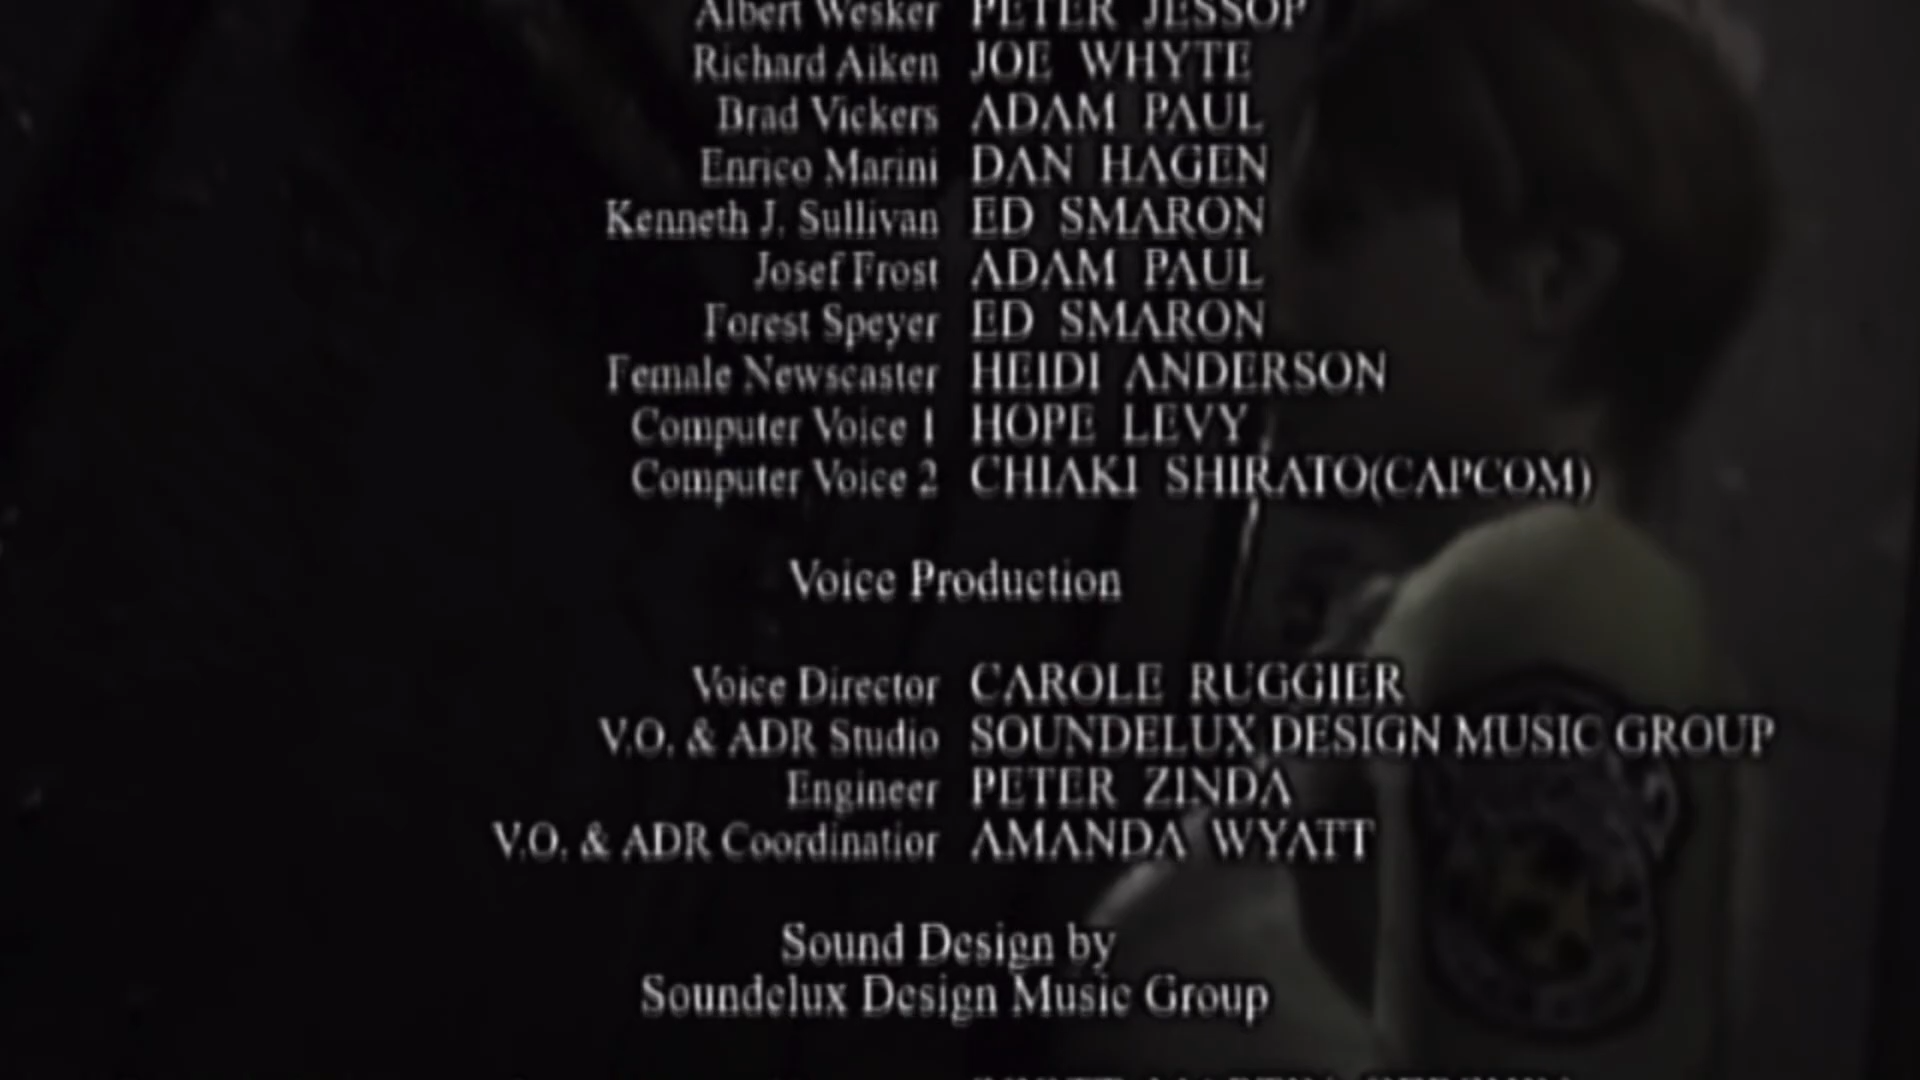 Albert Wesker PETER JESSOP
Richard Aiken JOE WHYTE
Brad Vickers ADAM PAUL
Enrico Marini DAN HAGEN
Kenneth J. Sullivan ED SMARON
Josef Frost ADAM PAUL
Forest Speyer ED SMARON
Female Newscaster HEIDI ANDERSON
Computer Voice 1 HOPE LEVY
Computer Voice 2 CHIAKI SHIRATO(CAPCOM)
Voice Production
Voice Director CAROLE RUGGIER
V.O. & ADR Studio SOUNDELUX DESIGN MUSIC GROUP
Engineer PETER ZINDA
V.O. & ADR Coordinatior AMANDA WYATT
Sound Design by
Soundelux Design Music Group